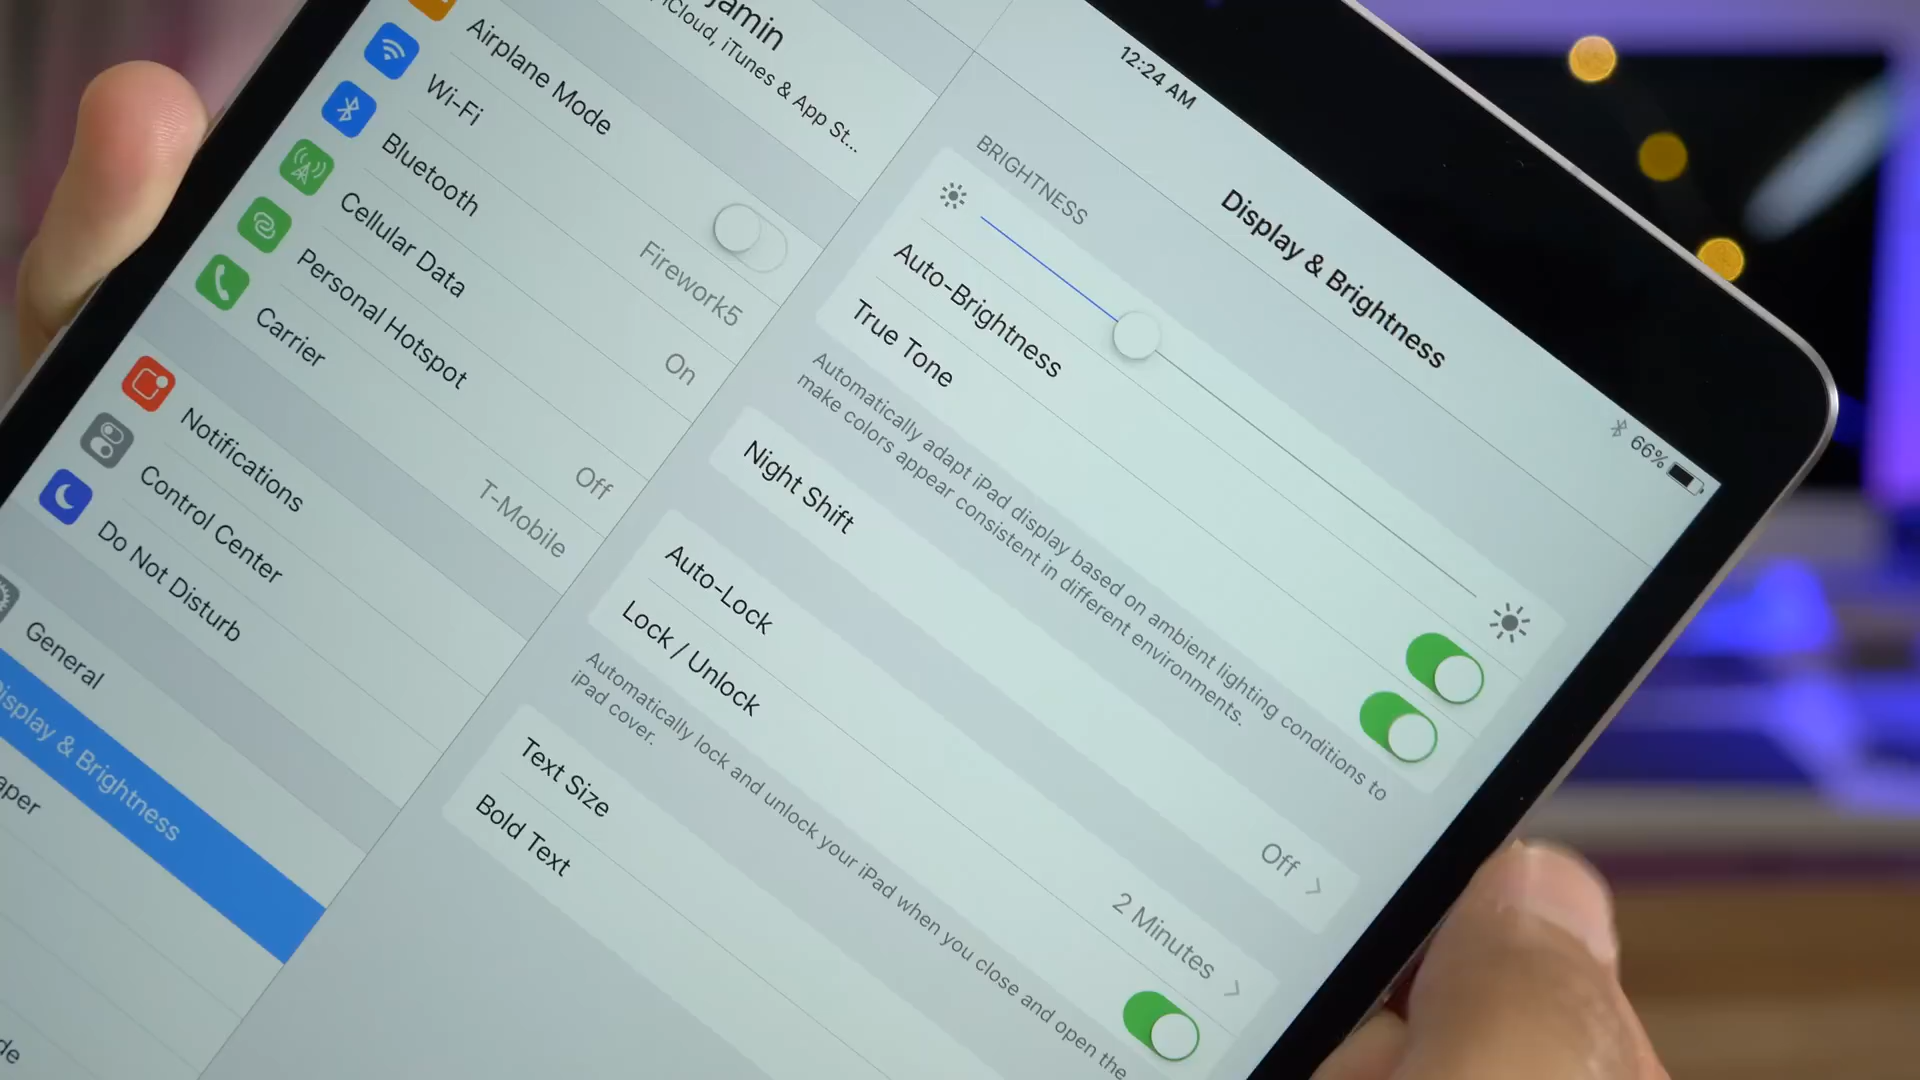 jamin
iCloud, iTunes & App St...
Airplane Mode
Wi-Fi
Firework5
Bluetooth
On
Cellular Data
Personal Hotspot
Off
Carrier
T-Mobile
Notifications
Control Center
Do Not Disturb
General
Display & Brightness
aper
de
12:24 AM
66%
Display & Brightness
BRIGHTNESS
Auto-Brightness
True Tone
Automatically adapt iPad display based on ambient lighting conditions to
make colors appear consistent in different environments.
Night Shift
Off
Auto-Lock
2 Minutes
Lock / Unlock
Automatically lock and unlock your iPad when you close and open the
iPad cover.
Text Size
Bold Text